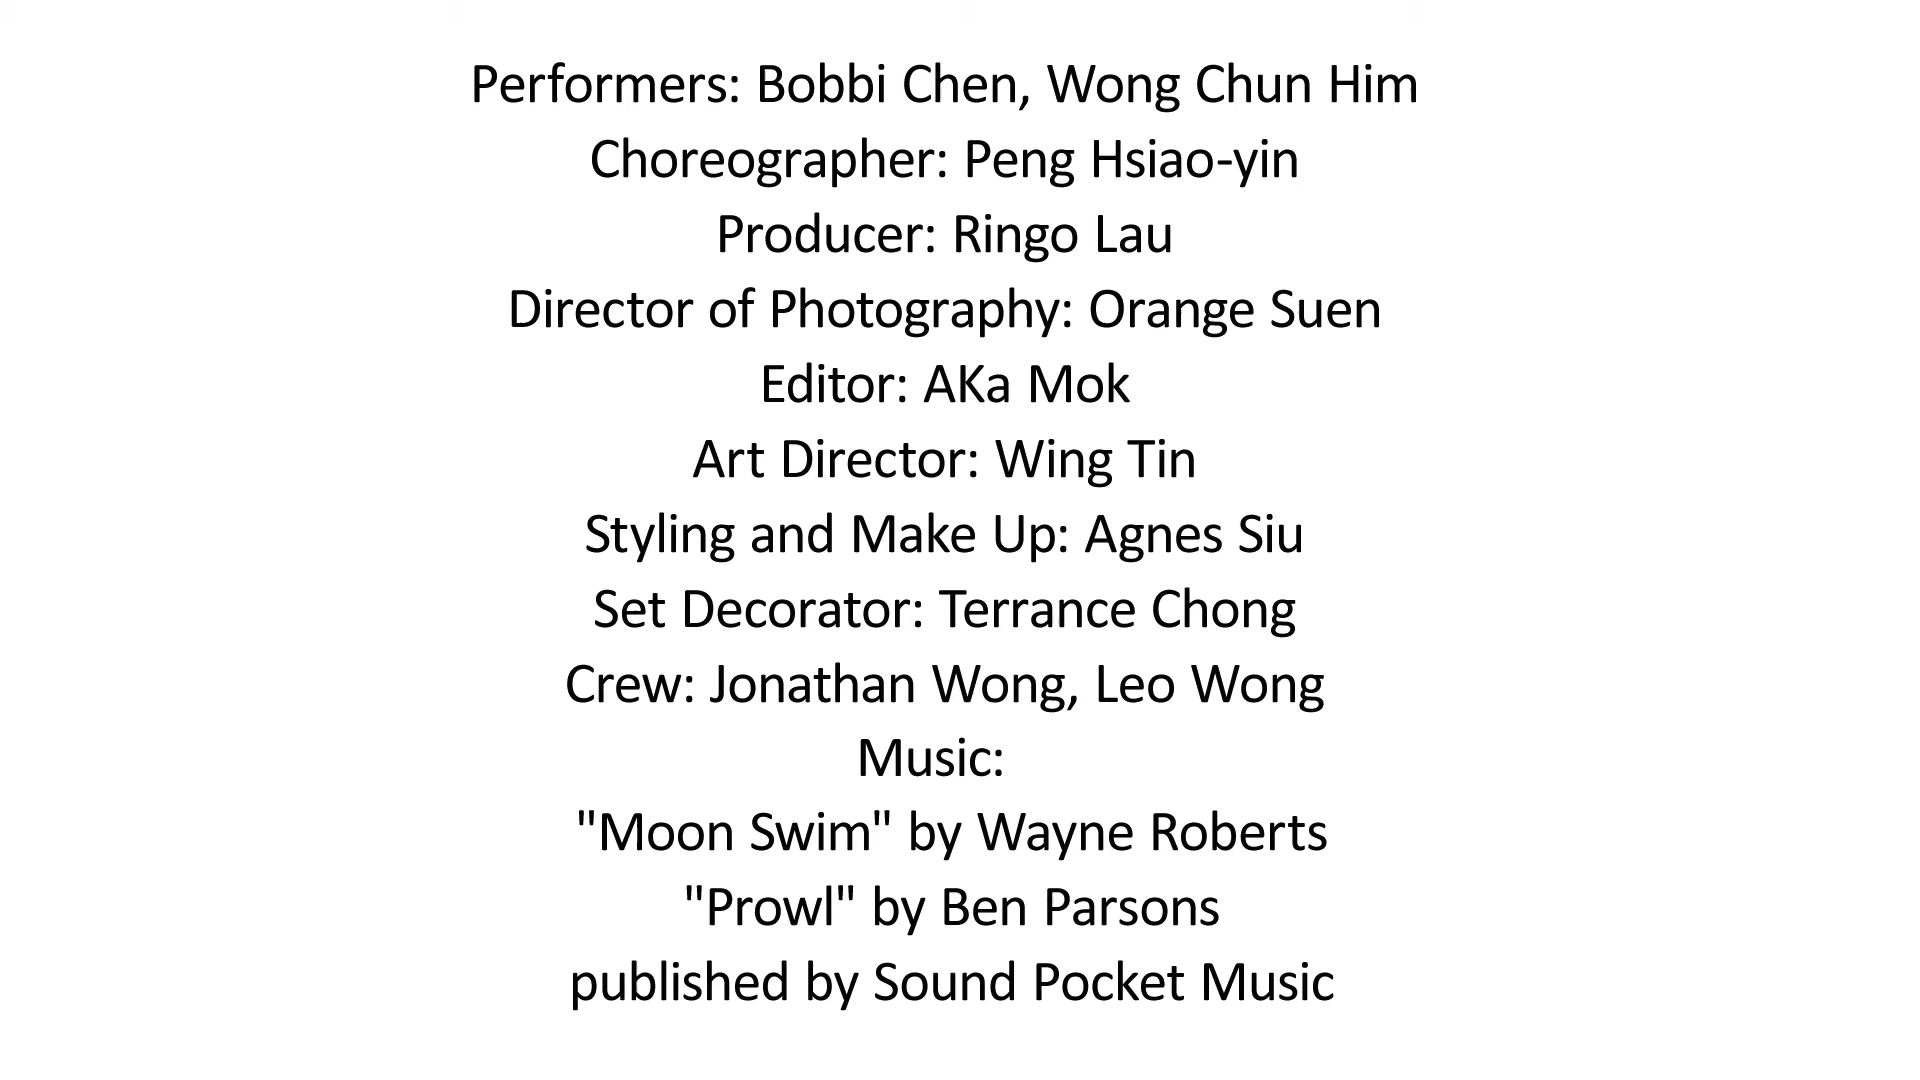 Performers: Bobbi Chen, Wong Chun Him
Choreographer: Peng Hsiao-yin
Producer: Ringo Lau
Director of Photography: Orange Suen
Editor: AKa Mok
Art Director: Wing Tin
Styling and Make Up: Agnes Siu
Set Decorator: Terrance Chong
Crew: Jonathan Wong, Leo Wong
Music:
"Moon Swim" by Wayne Roberts
"Prowl" by Ben Parsons
published by Sound Pocket Music